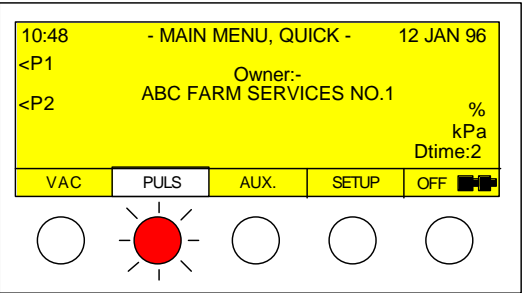 10:48 - MAIN MENU, QUICK - 12 JAN 96
<P1
Owner:-
<P2 ABC FARM SERVICES NO.1
%
kPa
Dtime:2
VAC PULS AUX. SETUP OFF